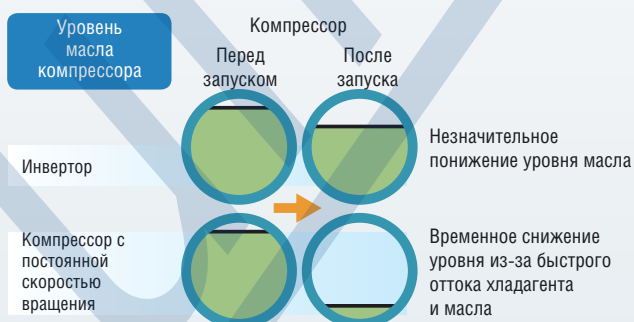 Уровень
масла
компрессора
Компрессор
Перед
запуском
После
запуска
Инвертор
Незначительное
понижение уровня масла
Компрессор с
постоянной
скоростью
вращения
Временное снижение
уровня из-за быстрого
оттока хладагента
и масла